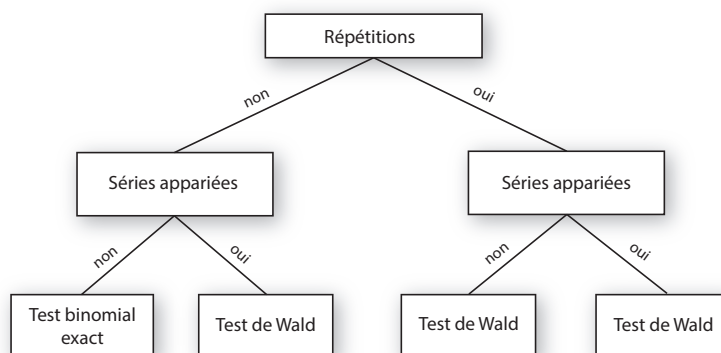 Répétitions
non
oui
Séries appariées
Séries appariées
non
oui
non
oui
Test binomial
exact
Test de Wald
Test de Wald
Test de Wald